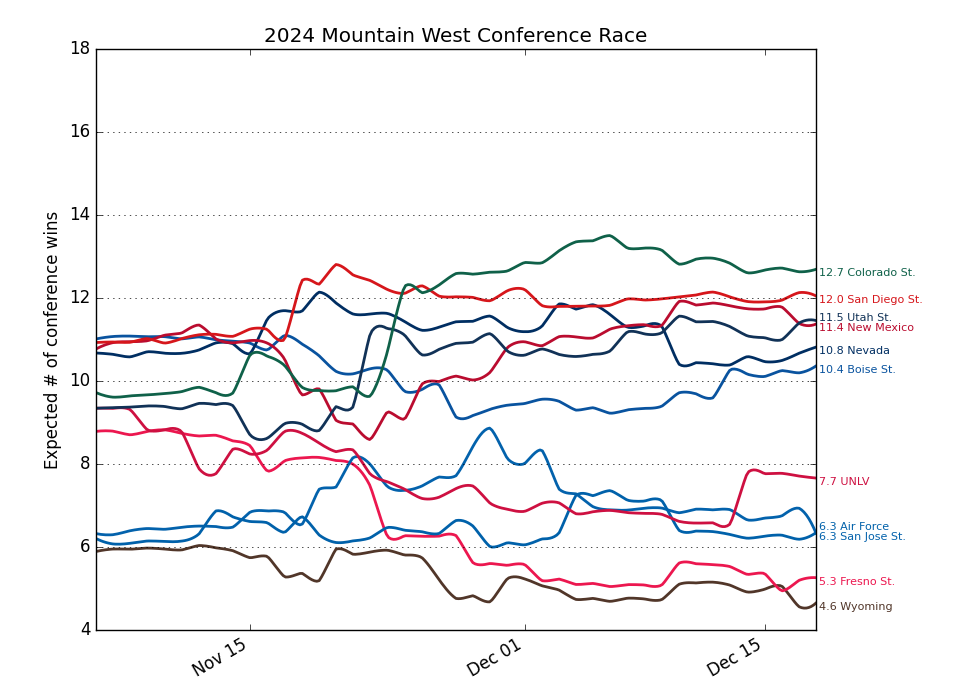 2024 Mountain West Conference Race
Expected # of conference wins
18
16
14
12
10
8
6
4
Nov 15
Dec 01
Dec 15
12.7 Colorado St.
12.0 San Diego St.
11.5 Utah St.
11.4 New Mexico
10.8 Nevada
10.4 Boise St.
7.7 UNLV
6.3 Air Force
6.3 San Jose St.
5.3 Fresno St.
4.6 Wyoming